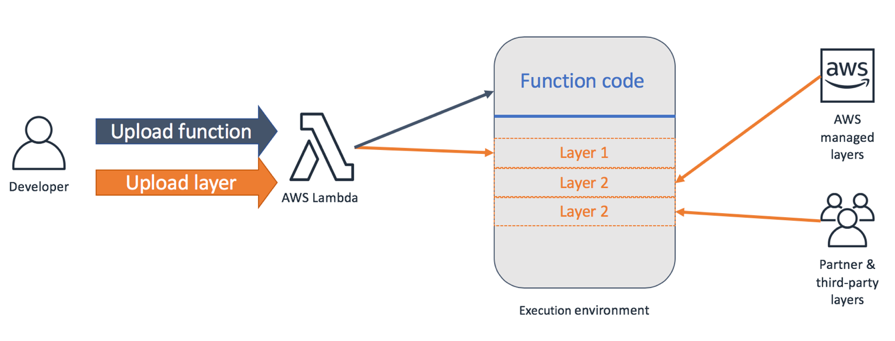 Developer
Upload function
Upload layer
AWS Lambda
Function code
Layer 1
Layer 2
Layer 2
Execution environment
aws
AWS
managed
layers
Partner &
third-party
layers